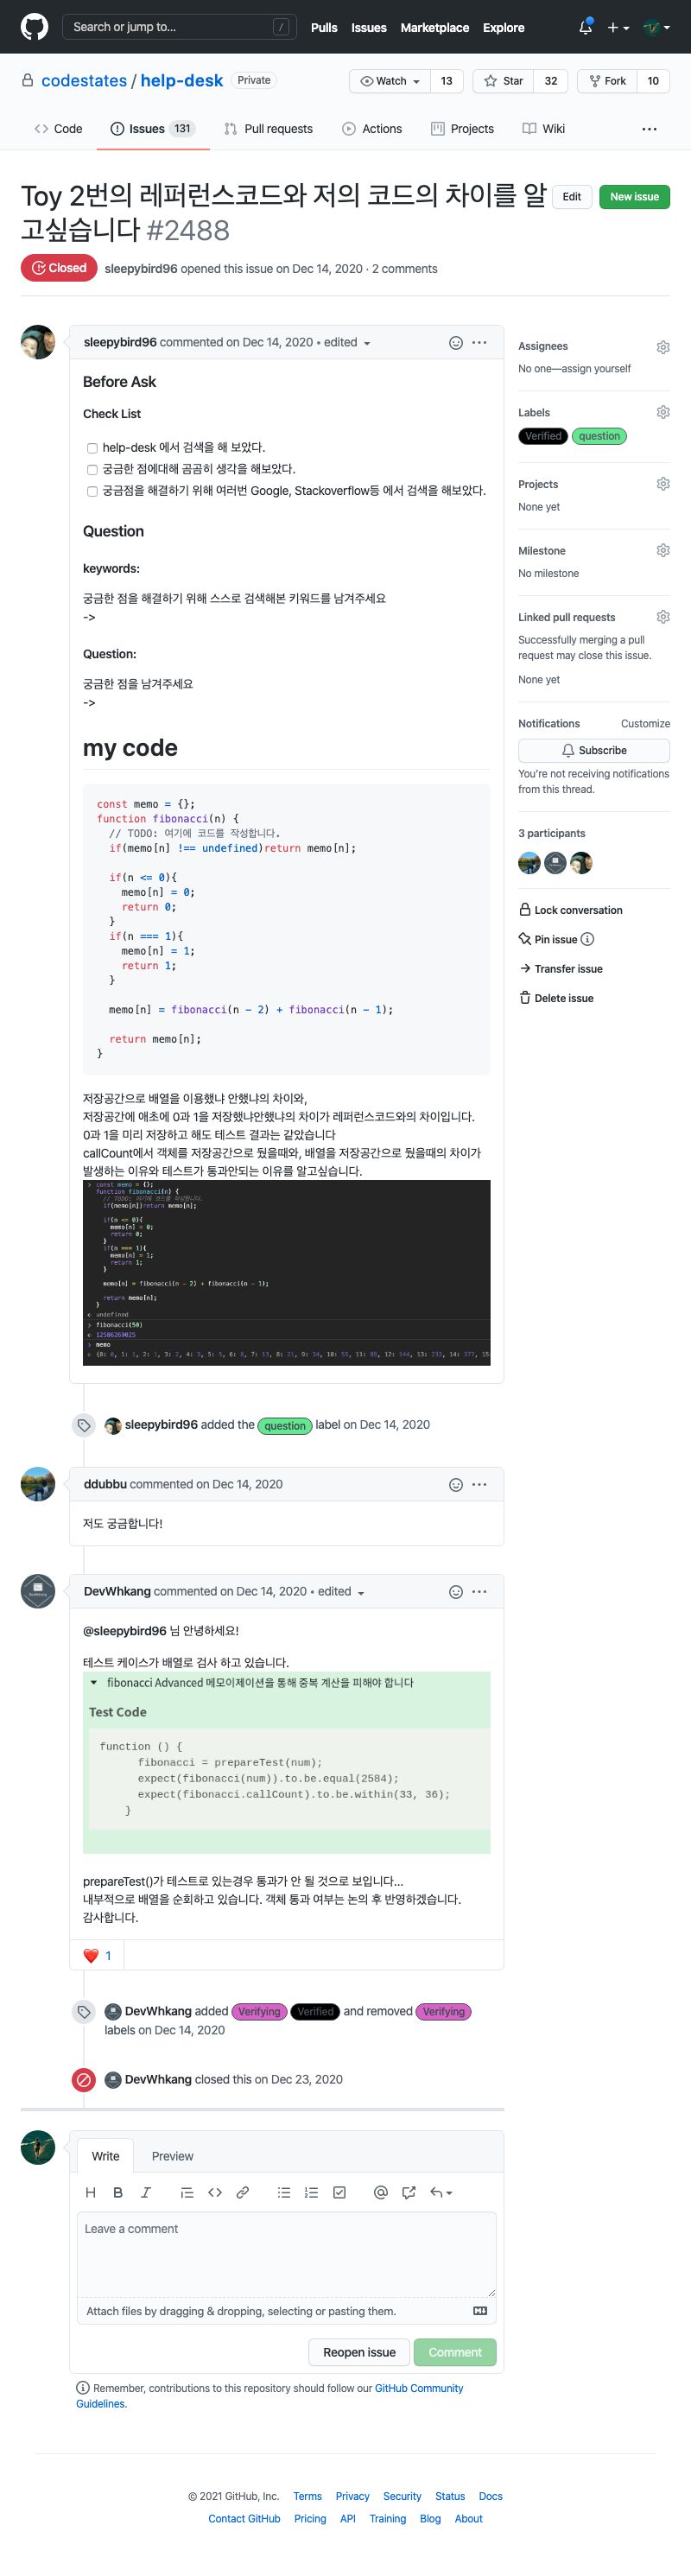 Search or jump to...
/
Pulls Issues Marketplace Explore
codestates / help-desk Private
Watch 13 Star 32 Fork 10
Code Issues 131 Pull requests Actions Projects Wiki
Toy 2번의 레퍼런스코드와 저의 코드의 차이를 알
고싶습니다 #2488
Edit New issue
Closed sleepybird96 opened this issue on Dec 14, 2020 · 2 comments
sleepybird96 commented on Dec 14, 2020 • edited
Before Ask
Check List
help-desk 에서 검색을 해 보았다.
궁금한 점에대해 곰곰히 생각을 해보았다.
궁금점을 해결하기 위해 여러번 Google, Stackoverflow등 에서 검색을 해보았다.
Question
keywords:
궁금한 점을 해결하기 위해 스스로 검색해본 키워드를 남겨주세요
->
Question:
궁금한 점을 남겨주세요
->
my code
const memo = {};
function fibonacci(n) {
// TODO: 여기에 코드를 작성합니다.
if(memo[n] !== undefined)return memo[n];
if(n <= 0){
memo[n] = 0;
return 0;
}
if(n === 1){
memo[n] = 1;
return 1;
}
memo[n] = fibonacci(n - 2) + fibonacci(n - 1);
return memo[n];
}
저장공간으로 배열을 이용했냐 안했냐의 차이와,
저장공간에 애초에 0과 1을 저장했냐안했냐의 차이가 레퍼런스코드와의 차이입니다.
0과 1을 미리 저장하고 해도 테스트 결과는 같았습니다
callCount에서 객체를 저장공간으로 뒀을때와, 배열을 저장공간으로 뒀을때의 차이가
발생하는 이유와 테스트가 통과안되는 이유를 알고싶습니다.
> const memo = {};
function fibonacci(n) {
// TODO: 여기에 코드를 작성합니다.
if(memo[n])return memo[n];
if(n <= 0){
memo[n] = 0;
return 0;
}
if(n === 1){
memo[n] = 1;
return 1;
}
memo[n] = fibonacci(n - 2) + fibonacci(n - 1);
return memo[n];
}
undefined
> fibonacci(50)
12586269025
> memo
{0: 0, 1: 1, 2: 1, 3: 2, 4: 3, 5: 5, 6: 8, 7: 13, 8: 21, 9: 34, 10: 55, 11: 89, 12: 144, 13: 233, 14: 377, 15:
sleepybird96 added the question label on Dec 14, 2020
ddubbu commented on Dec 14, 2020
저도 궁금합니다!
DevWhkang commented on Dec 14, 2020 • edited
@sleepybird96 님 안녕하세요!
테스트 케이스가 배열로 검사 하고 있습니다.
fibonacci Advanced 메모이제이션을 통해 중복 계산을 피해야 합니다
Test Code
function () {
fibonacci = prepareTest(num);
expect(fibonacci(num)).to.be.equal(2584);
expect(fibonacci.callCount).to.be.within(33, 36);
}
prepareTest()가 테스트로 있는경우 통과가 안 될 것으로 보입니다...
내부적으로 배열을 순회하고 있습니다. 객체 통과 여부는 논의 후 반영하겠습니다.
감사합니다.
❤️ 1
DevWhkang added Verifying Verified and removed Verifying
labels on Dec 14, 2020
DevWhkang closed this on Dec 23, 2020
Write Preview
Leave a comment
Attach files by dragging & dropping, selecting or pasting them.
Reopen issue Comment
Remember, contributions to this repository should follow our GitHub Community
Guidelines.
Assignees
No one—assign yourself
Labels
Verified question
Projects
None yet
Milestone
No milestone
Linked pull requests
Successfully merging a pull
request may close this issue.
None yet
Notifications Customize
Subscribe
You're not receiving notifications
from this thread.
3 participants
Lock conversation
Pin issue
Transfer issue
Delete issue
© 2021 GitHub, Inc. Terms Privacy Security Status Docs
Contact GitHub Pricing API Training Blog About